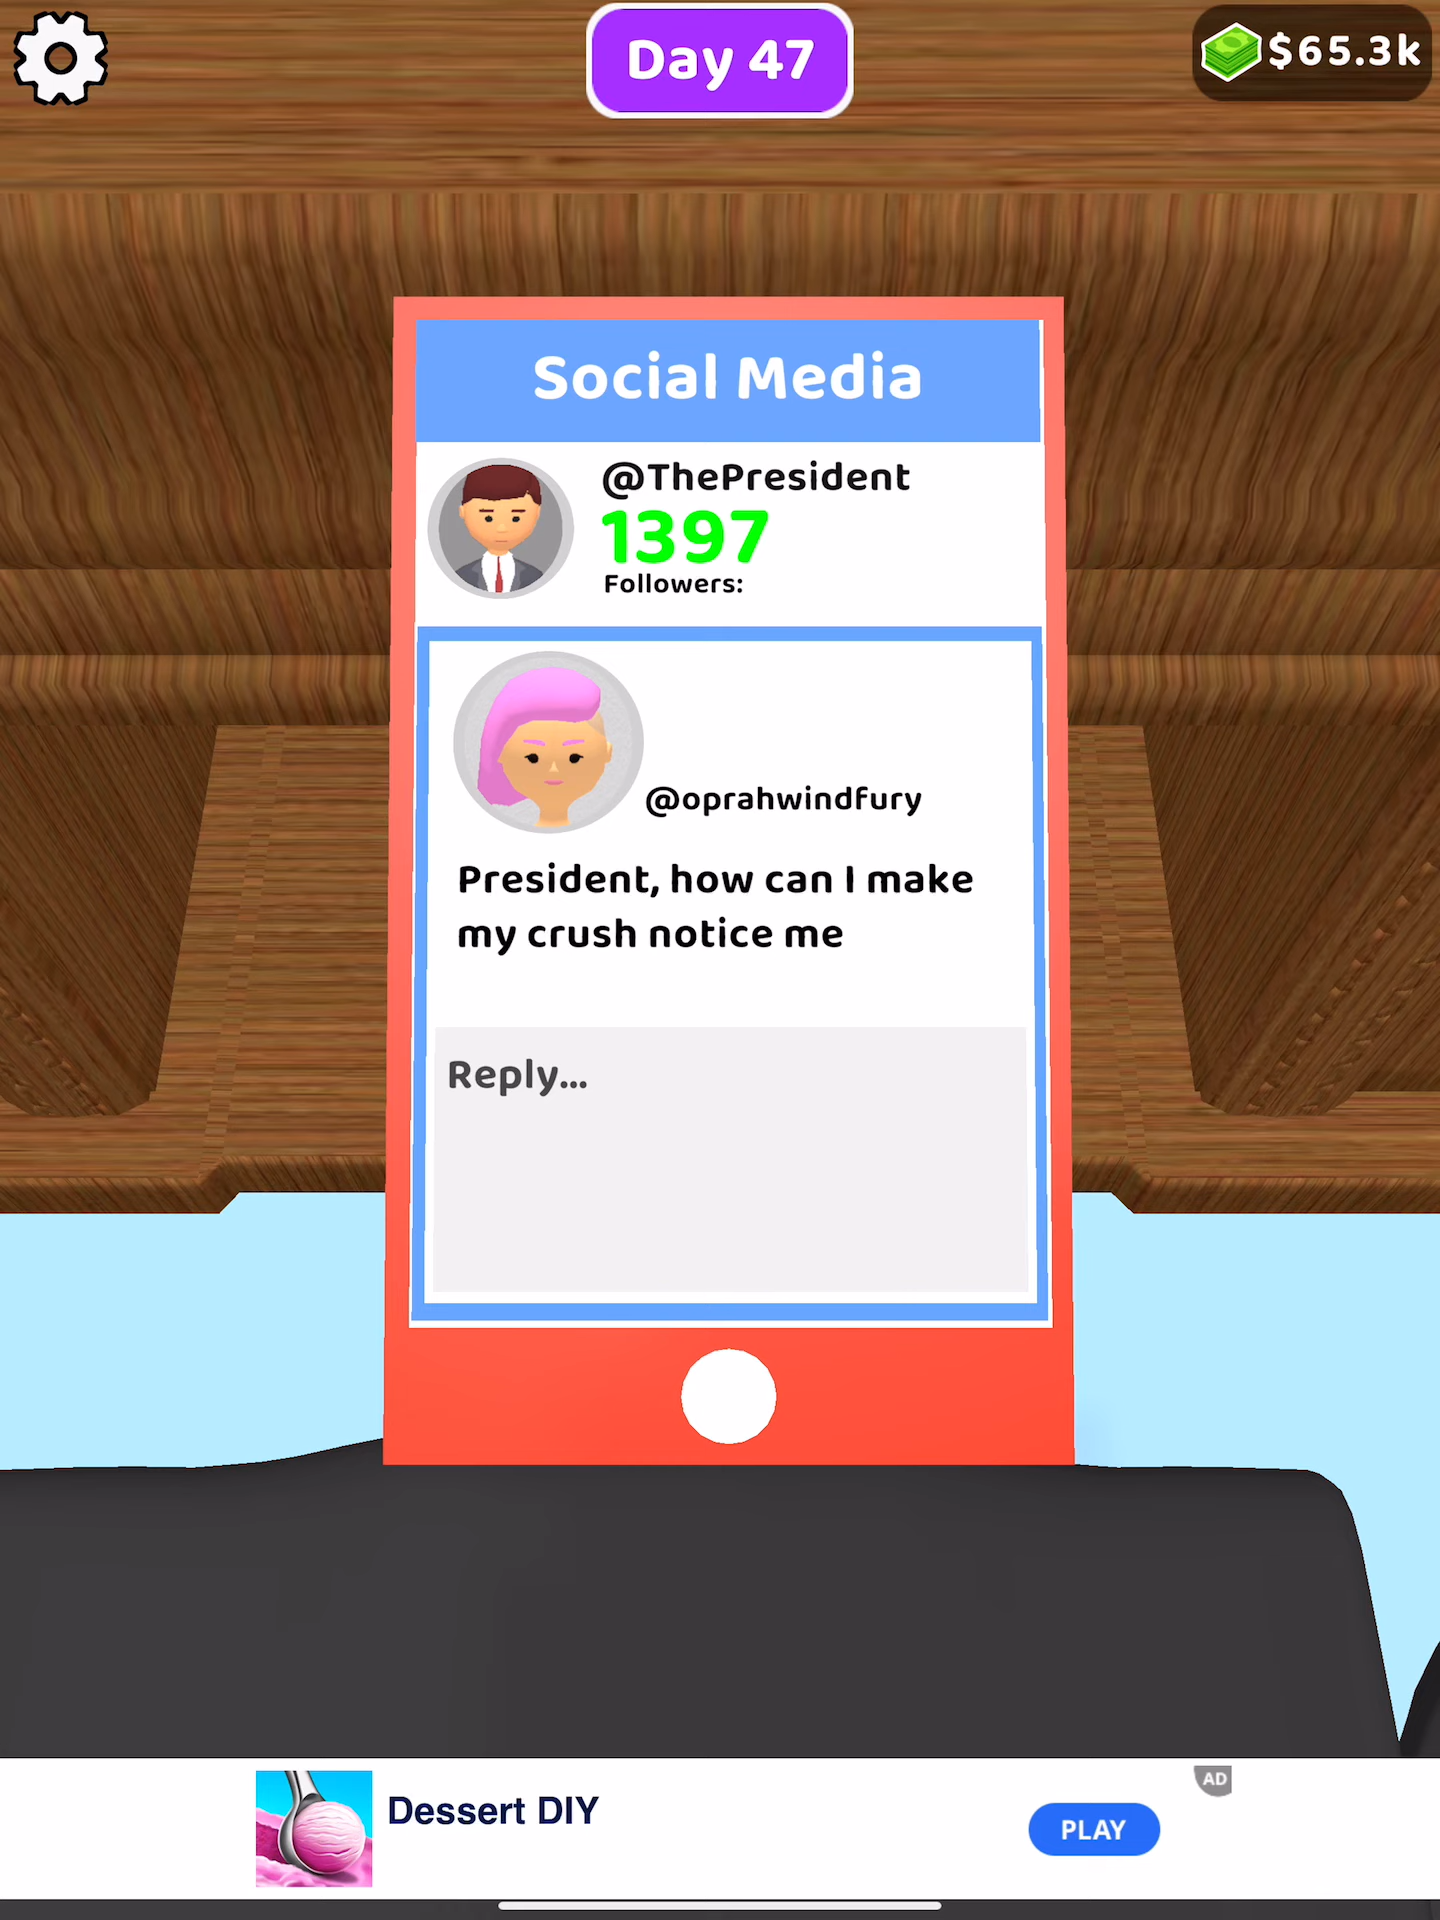 Day 47
$65.3k
Social Media
@ThePresident
1397
Followers:
@oprahwindfury
President, how can I make
my crush notice me
Reply...
Dessert DIY
AD
PLAY